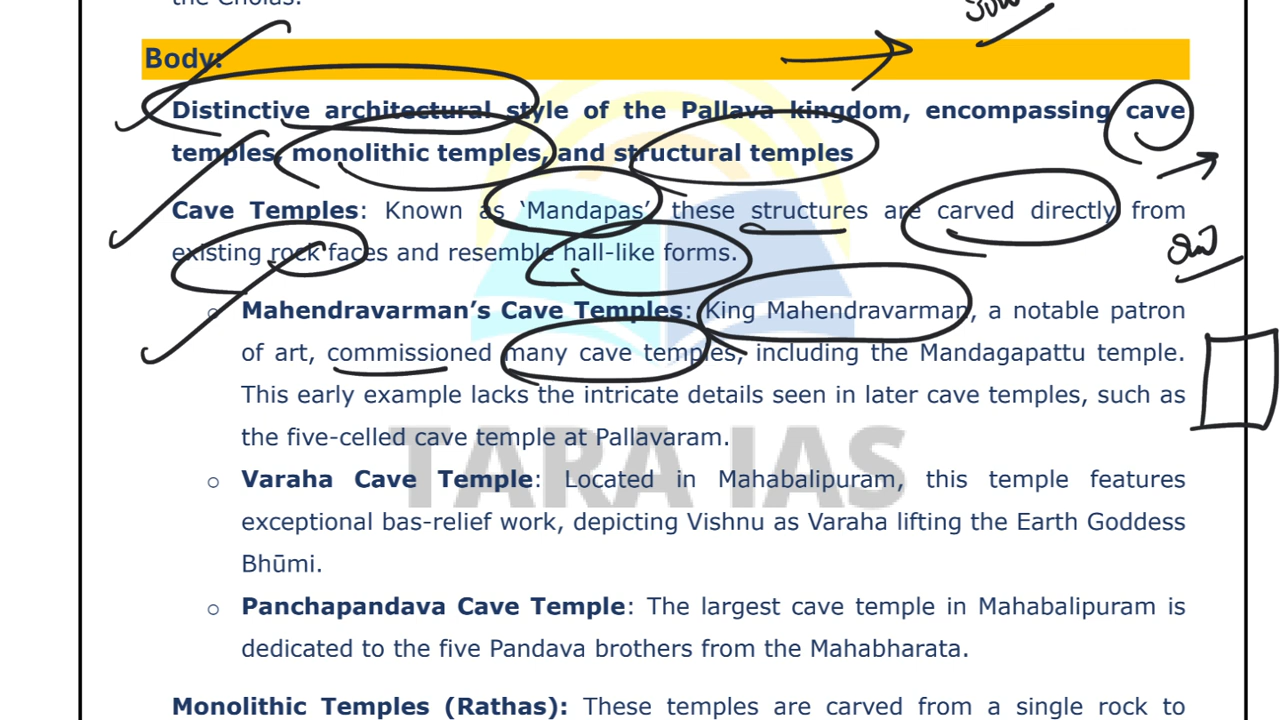 the Cholas.
Body:
Distinctive architectural style of the Pallava kingdom, encompassing cave
temples, monolithic temples, and structural temples
Cave Temples: Known as ‘Mandapas’, these structures are carved directly from
existing rock faces and resemble hall-like forms.
o Mahendravarman’s Cave Temples: King Mahendravarman, a notable patron
of art, commissioned many cave temples, including the Mandagapattu temple.
This early example lacks the intricate details seen in later cave temples, such as
the five-celled cave temple at Pallavaram.
TARA IAS
o Varaha Cave Temple: Located in Mahabalipuram, this temple features
exceptional bas-relief work, depicting Vishnu as Varaha lifting the Earth Goddess
Bhūmi.
o Panchapandava Cave Temple: The largest cave temple in Mahabalipuram is
dedicated to the five Pandava brothers from the Mahabharata.
Monolithic Temples (Rathas): These temples are carved from a single rock to